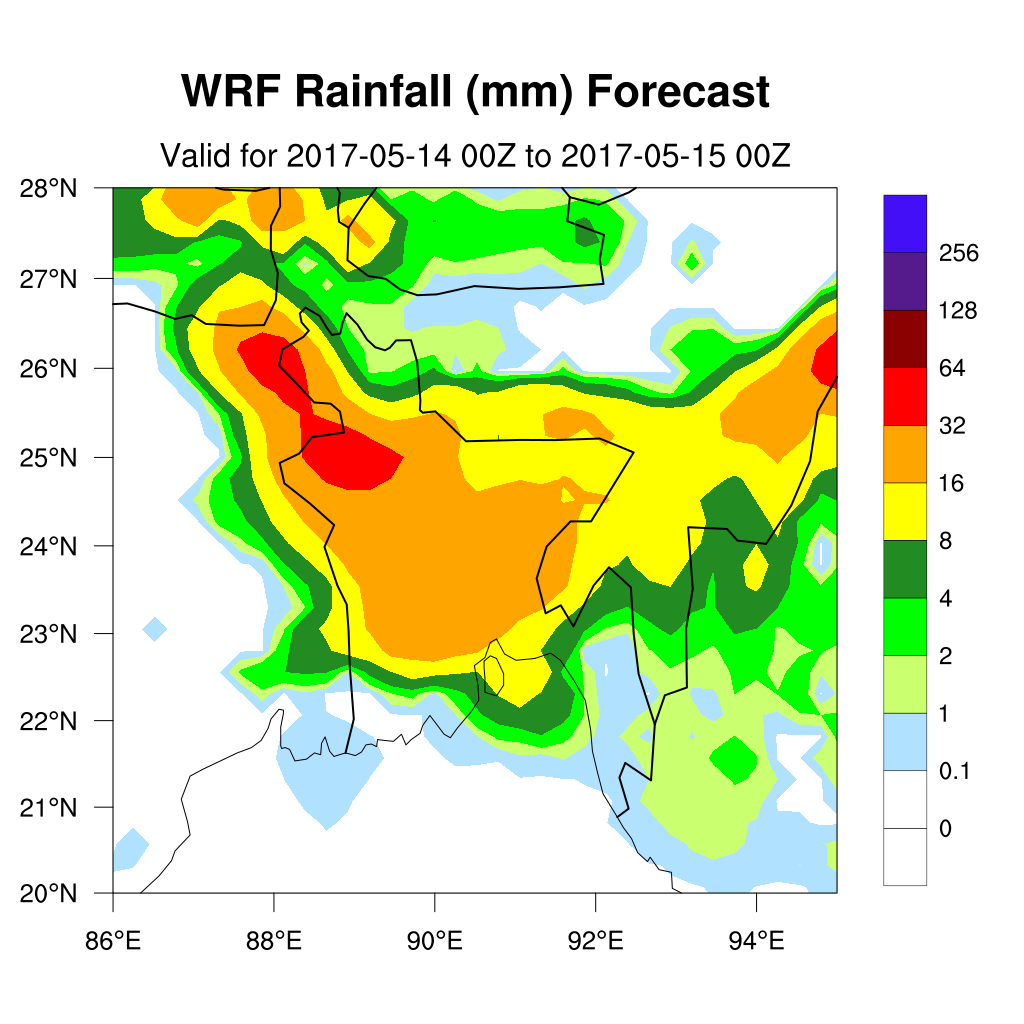 WRF Rainfall (mm) Forecast
Valid for 2017-05-14 00Z to 2017-05-15 00Z
28°N
27°N
26°N
25°N
24°N
23°N
22°N
21°N
20°N
86°E 88°E 90°E 92°E 94°E
256
128
64
32
16
8
4
2
1
0.1
0